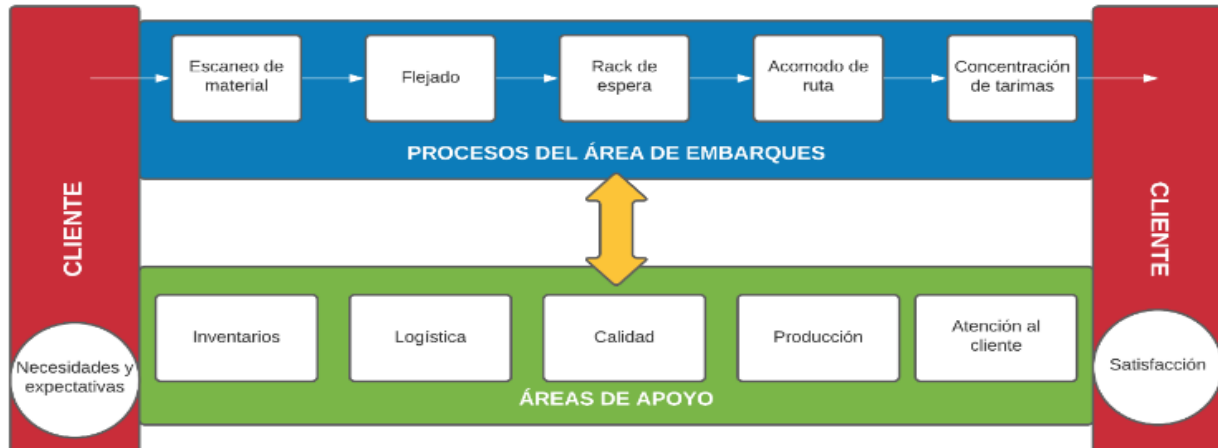 Escaneo de
material
Flejado
Rack de
espera
Acomodo de
ruta
Concentración
de tarimas
PROCESOS DEL ÁREA DE EMBARQUES
CLIENTE
CLIENTE
Inventarios
Logística
Calidad
Producción
Atención al
cliente
ÁREAS DE APOYO
Necesidades y
expectativas
Satisfacción